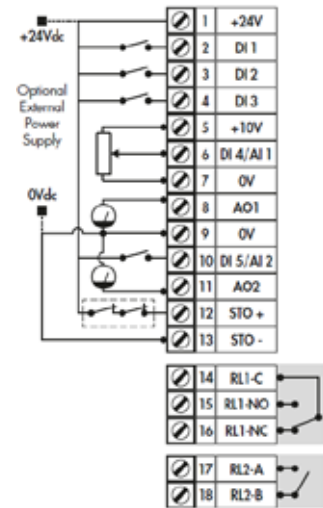 +24Vdc
Optional
External
Power
Supply
0Vdc
1 +24V
2 DI 1
3 DI 2
4 DI 3
5 +10V
6 DI 4/AI 1
7 0V
8 AO1
9 0V
10 DI 5/AI 2
11 AO2
12 STO +
13 STO -
14 RL1-C
15 RL1-NO
16 RL1-NC
17 RL2-A
18 RL2-B